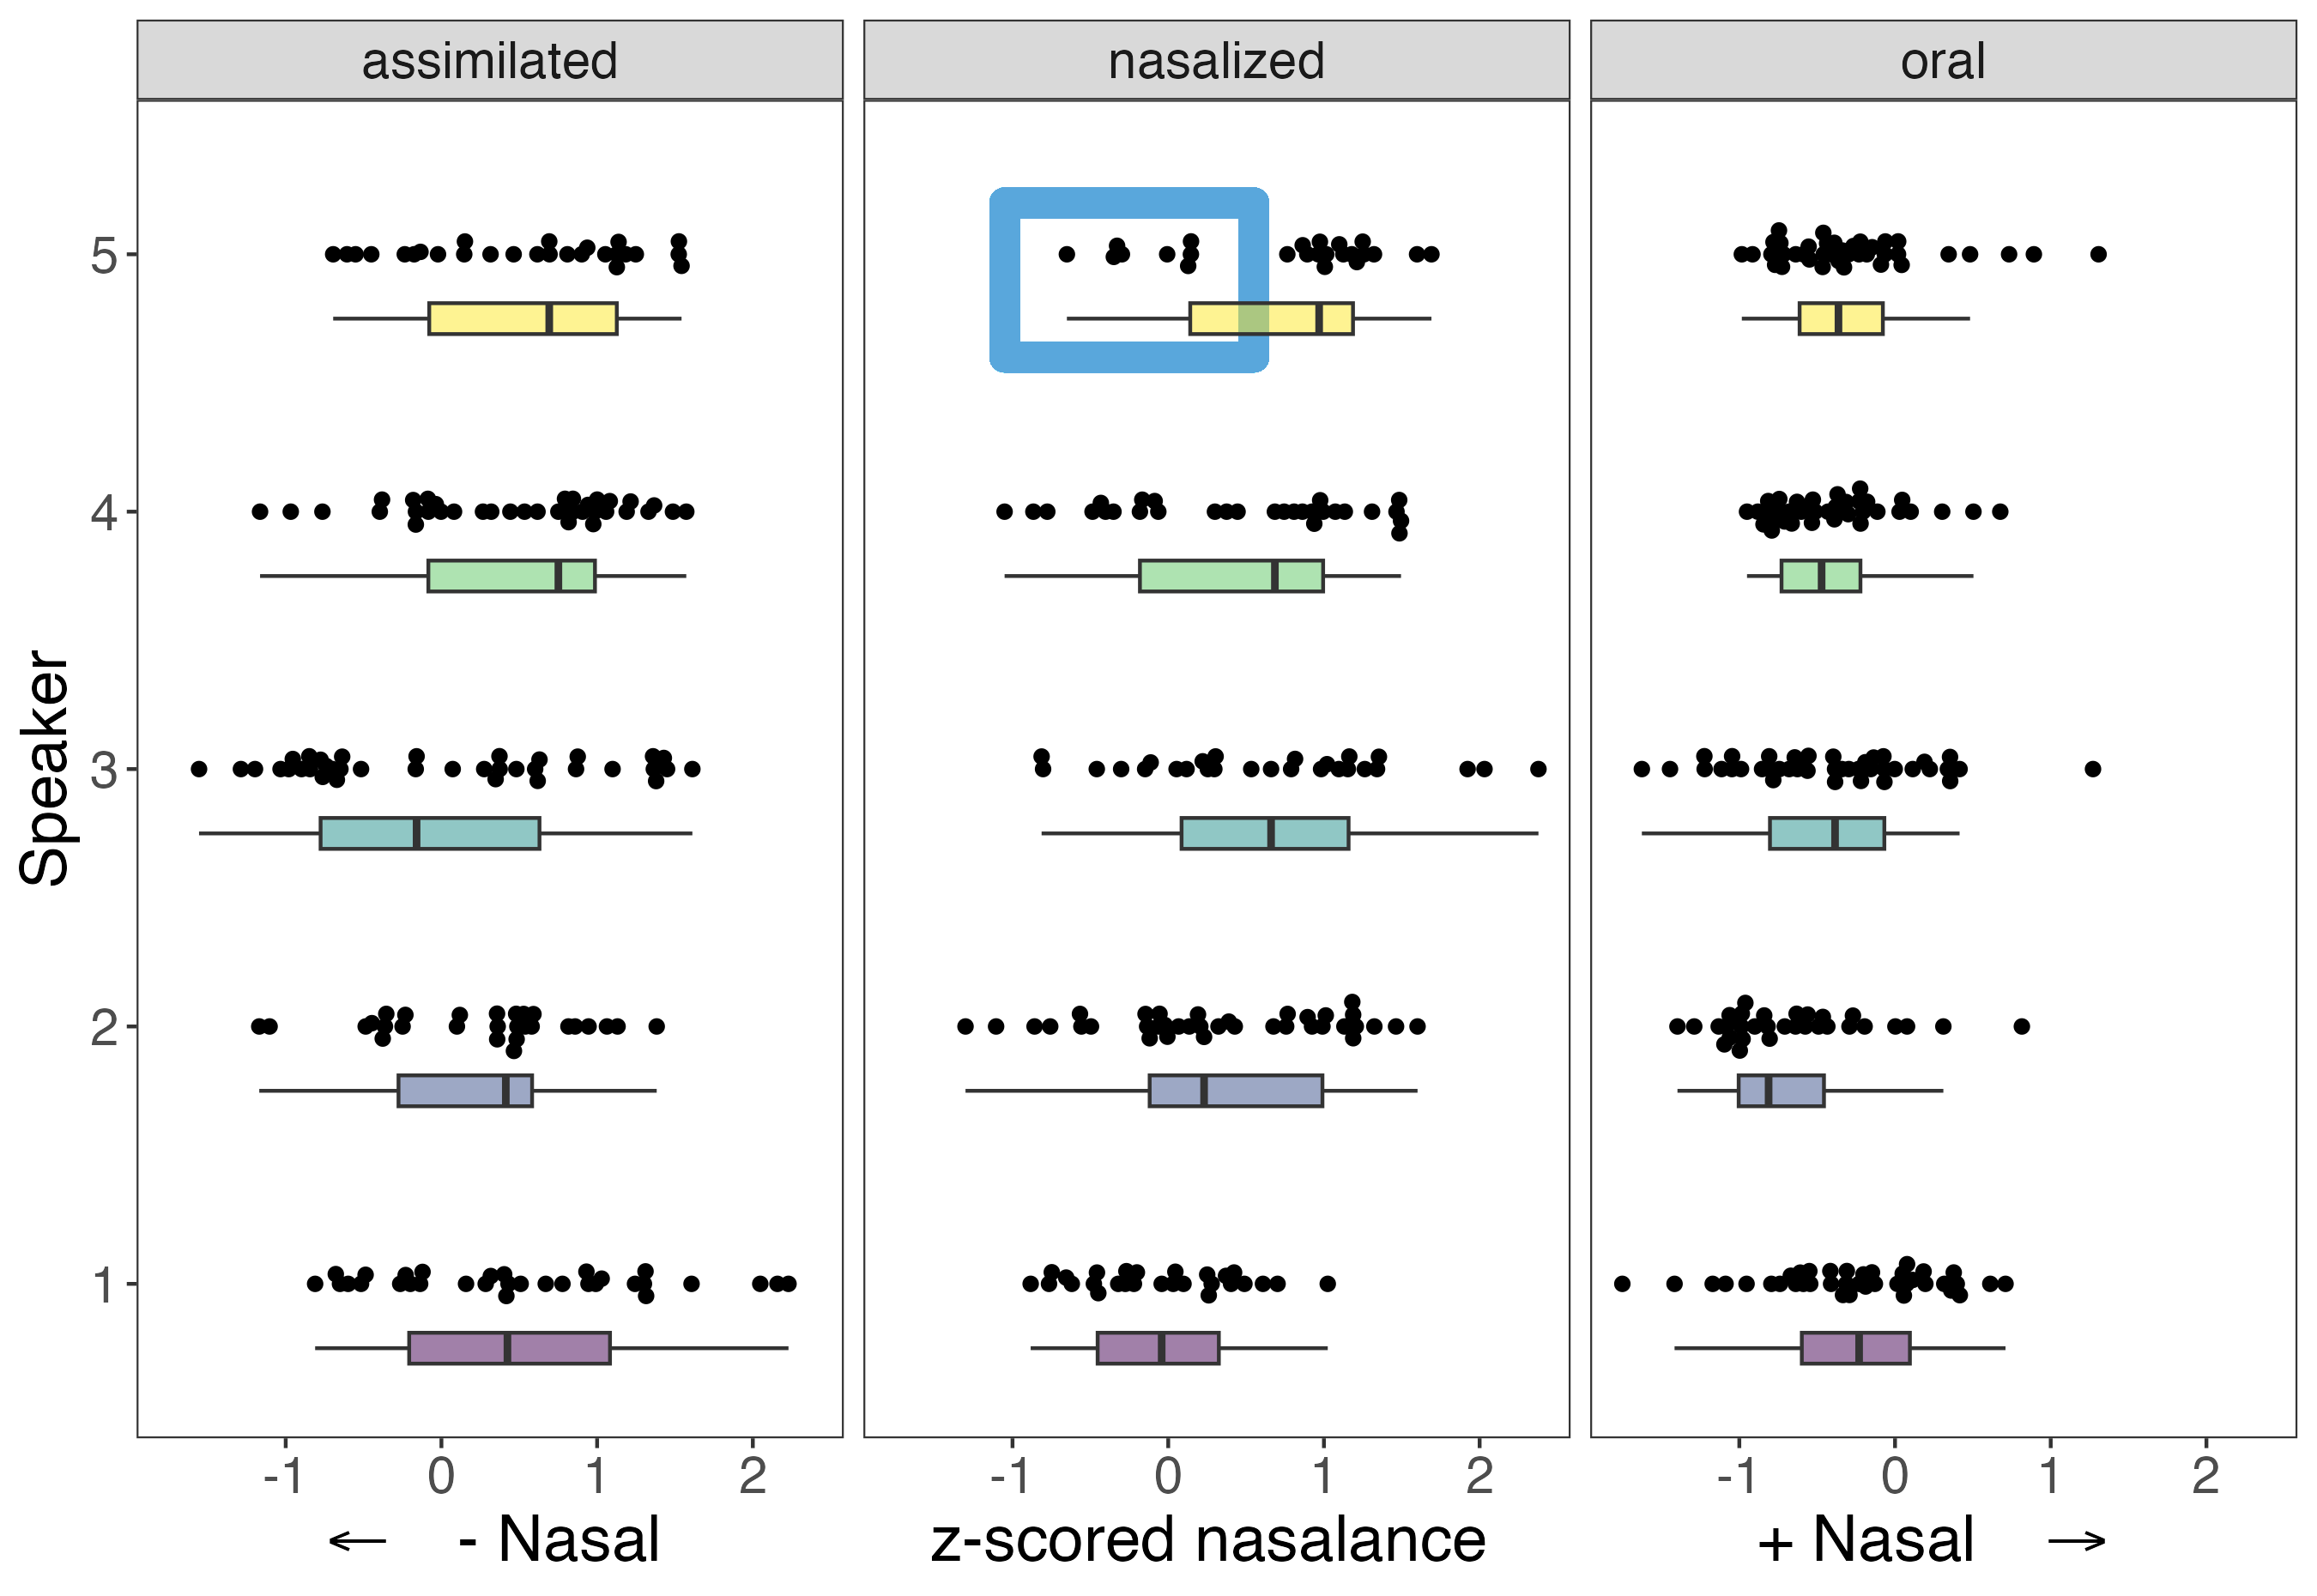 assimilated nasalized oral
5
4
3
2
1
Speaker
-1 0 1 2 -1 0 1 2 -1 0 1 2
← - Nasal z-scored nasalance + Nasal →